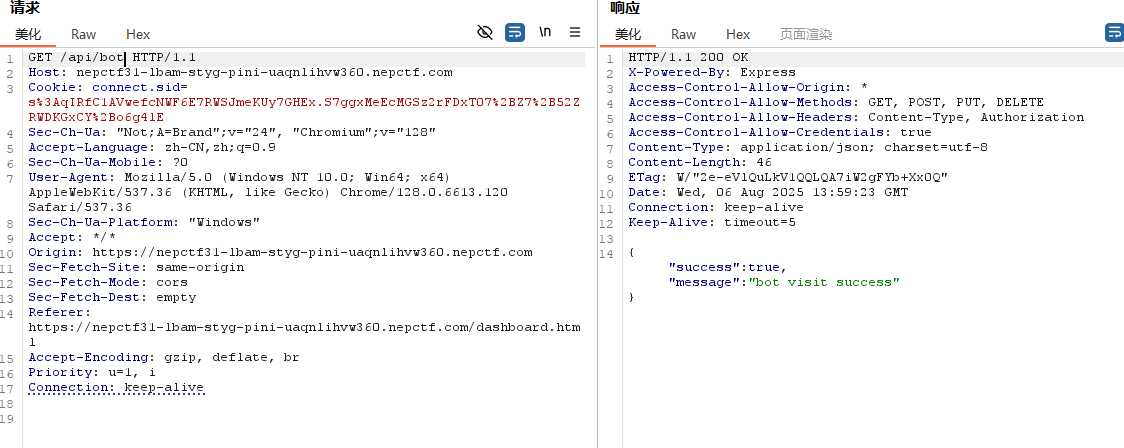 请求
美化 Raw Hex \n
1 GET /api/bot HTTP/1.1
2 Host: nepctf31-lbam-styg-pini-uaqnlihvw360.nepctf.com
3 Cookie: connect.sid=
s%3AqIRfC1AVwefcNWF6E7RWSJmeKUy7GHEx.S7ggxMeEcMGSz2rFDxT07%2BZ7%2B52Z
RWDKGxCY%2Bo6g41E
4 Sec-Ch-Ua: "Not;A=Brand";v="24", "Chromium";v="128"
5 Accept-Language: zh-CN,zh;q=0.9
6 Sec-Ch-Ua-Mobile: ?0
7 User-Agent: Mozilla/5.0 (Windows NT 10.0; Win64; x64)
AppleWebKit/537.36 (KHTML, like Gecko) Chrome/128.0.6613.120
Safari/537.36
8 Sec-Ch-Ua-Platform: "Windows"
9 Accept: */*
10 Origin: https://nepctf31-lbam-styg-pini-uaqnlihvw360.nepctf.com
11 Sec-Fetch-Site: same-origin
12 Sec-Fetch-Mode: cors
13 Sec-Fetch-Dest: empty
14 Referer:
https://nepctf31-lbam-styg-pini-uaqnlihvw360.nepctf.com/dashboard.htm
l
15 Accept-Encoding: gzip, deflate, br
16 Priority: u=1, i
17 Connection: keep-alive
18
19
响应
美化 Raw Hex 页面渲染
1 HTTP/1.1 200 OK
2 X-Powered-By: Express
3 Access-Control-Allow-Origin: *
4 Access-Control-Allow-Methods: GET, POST, PUT, DELETE
5 Access-Control-Allow-Headers: Content-Type, Authorization
6 Access-Control-Allow-Credentials: true
7 Content-Type: application/json; charset=utf-8
8 Content-Length: 46
9 ETag: W/"2e-eVlQuLkVlQQLQA7iW2gFYb+Xx0Q"
10 Date: Wed, 06 Aug 2025 13:59:23 GMT
11 Connection: keep-alive
12 Keep-Alive: timeout=5
13
14 {
"success":true,
"message":"bot visit success"
}